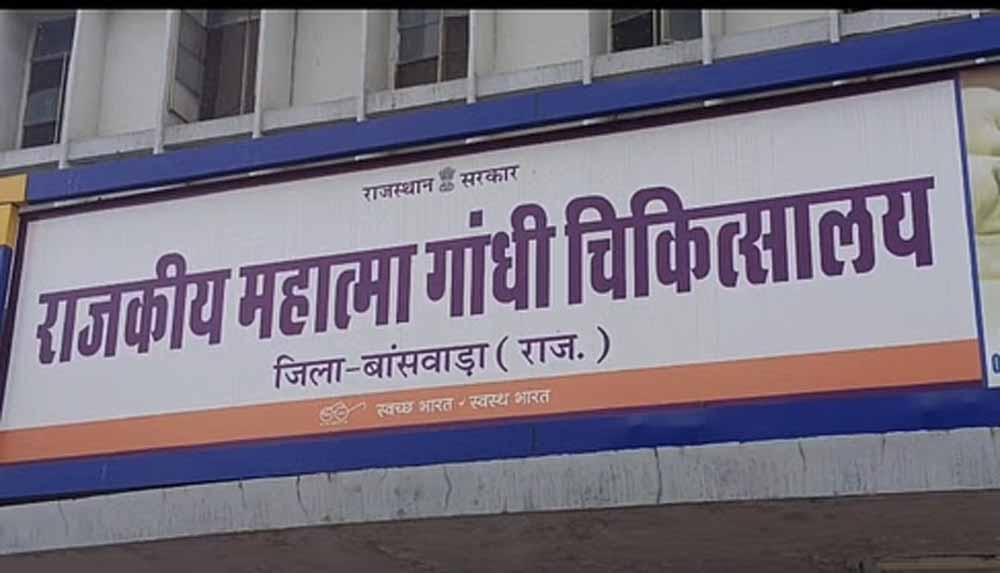 राजस्थान सरकार
राजकीय महात्मा गांधी चिकित्सालय
जिला-बांसवाड़ा ( राज. )
स्वच्छ भारत - स्वस्थ भारत